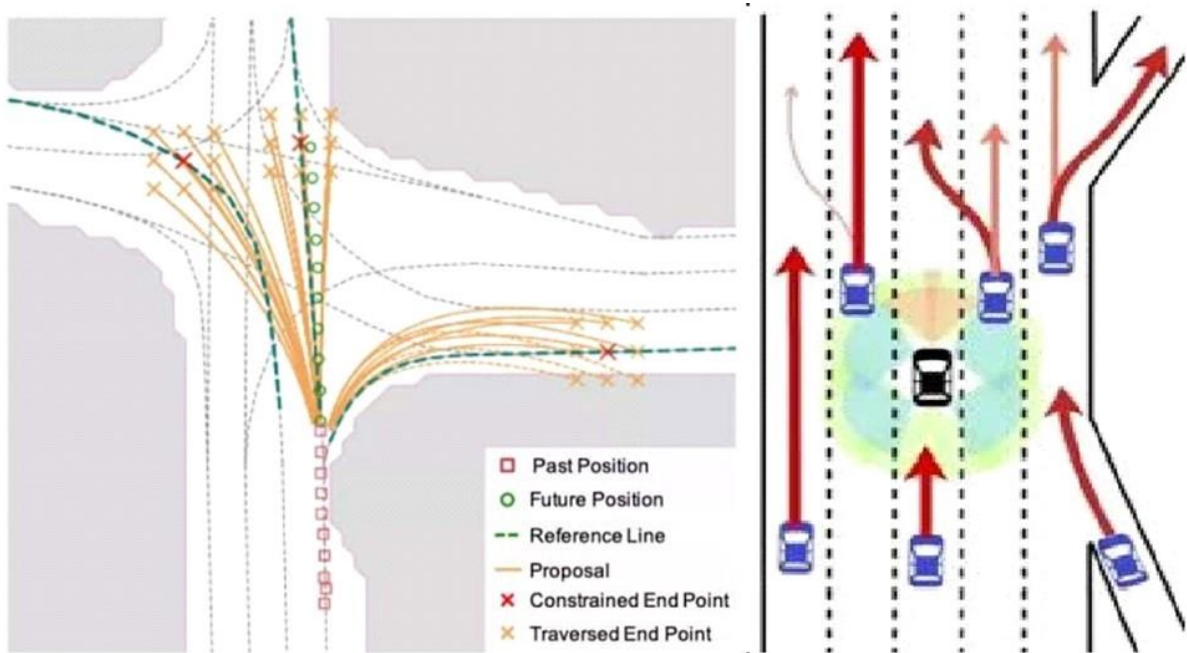 Past Position
Future Position
Reference Line
Proposal
Constrained End Point
Traversed End Point